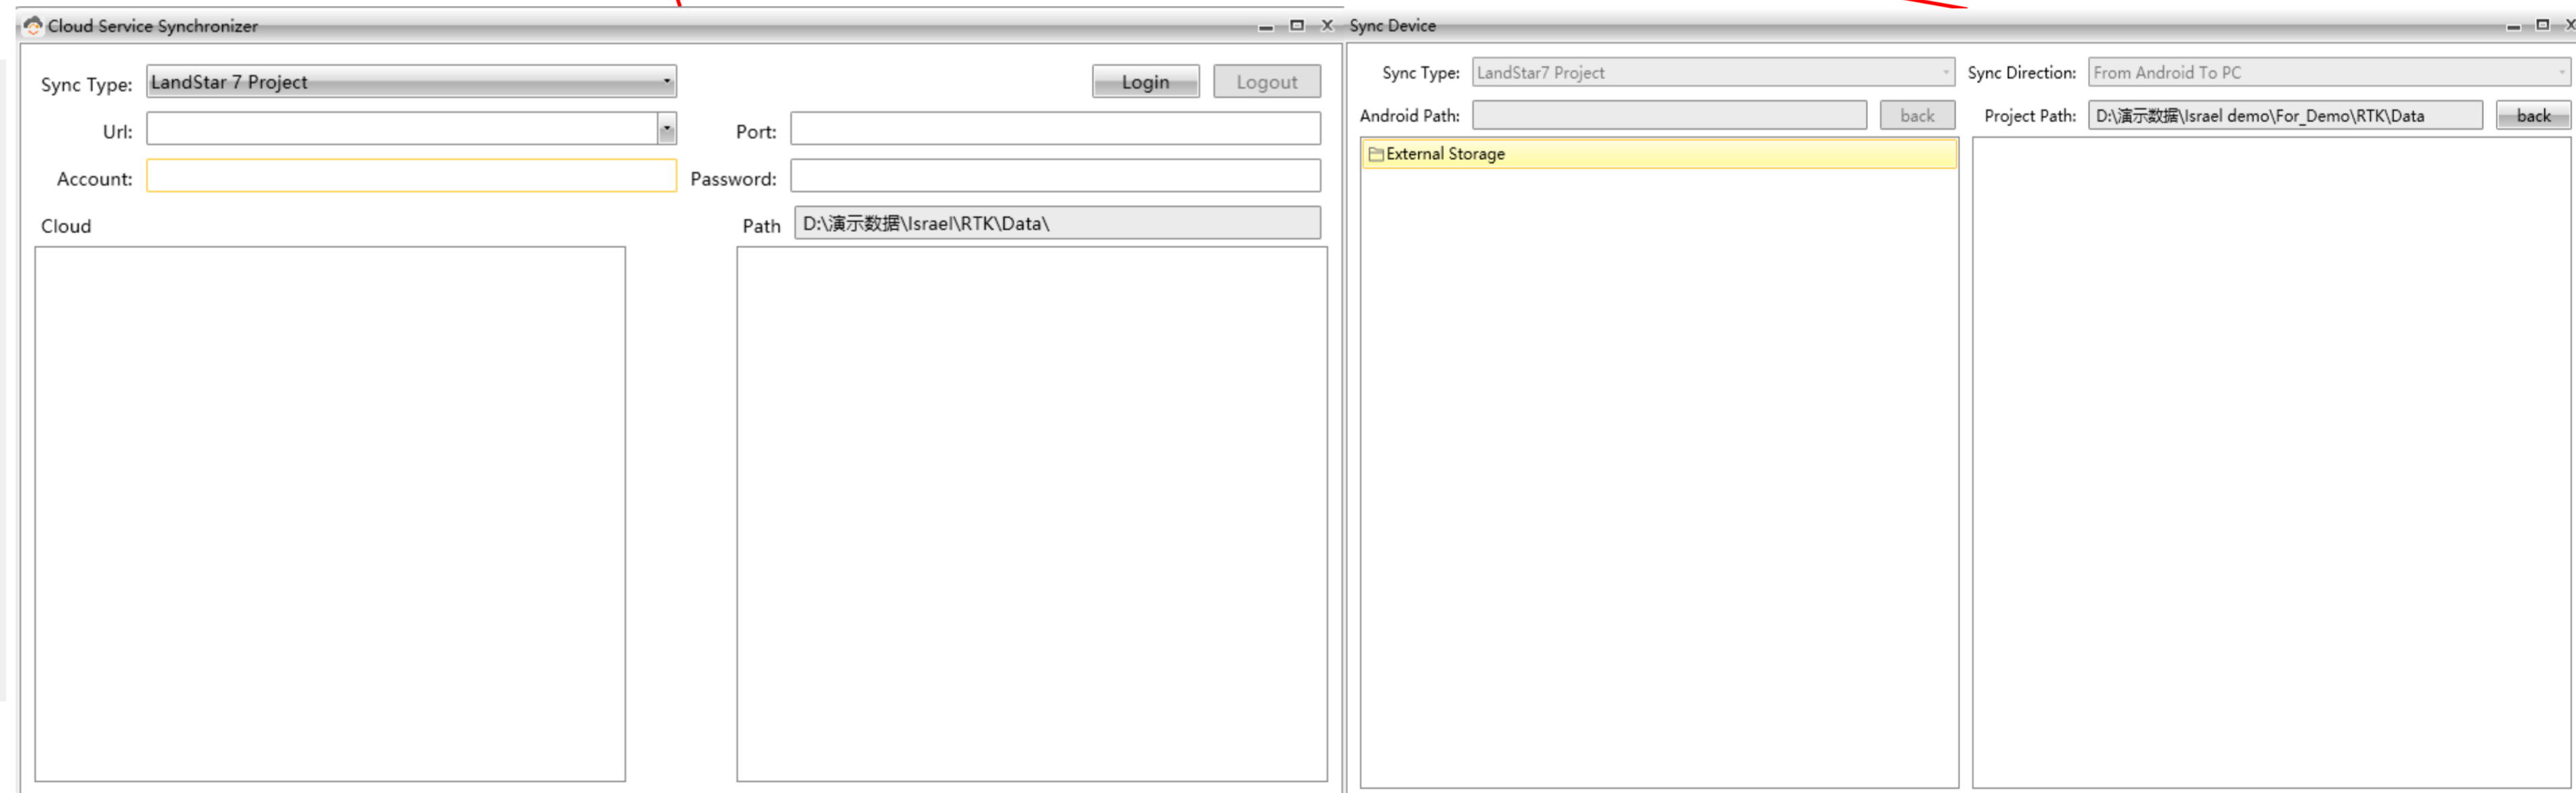 Cloud Service Synchronizer
Sync Type: LandStar 7 Project Login Logout
Url: Port:
Account: Password:
Cloud Path D:\演示数据\Israel\RTK\Data\
Sync Device
Sync Type: LandStar7 Project Sync Direction: From Android To PC
Android Path: back Project Path: D:\演示数据\Israel demo\For_Demo\RTK\Data back
External Storage